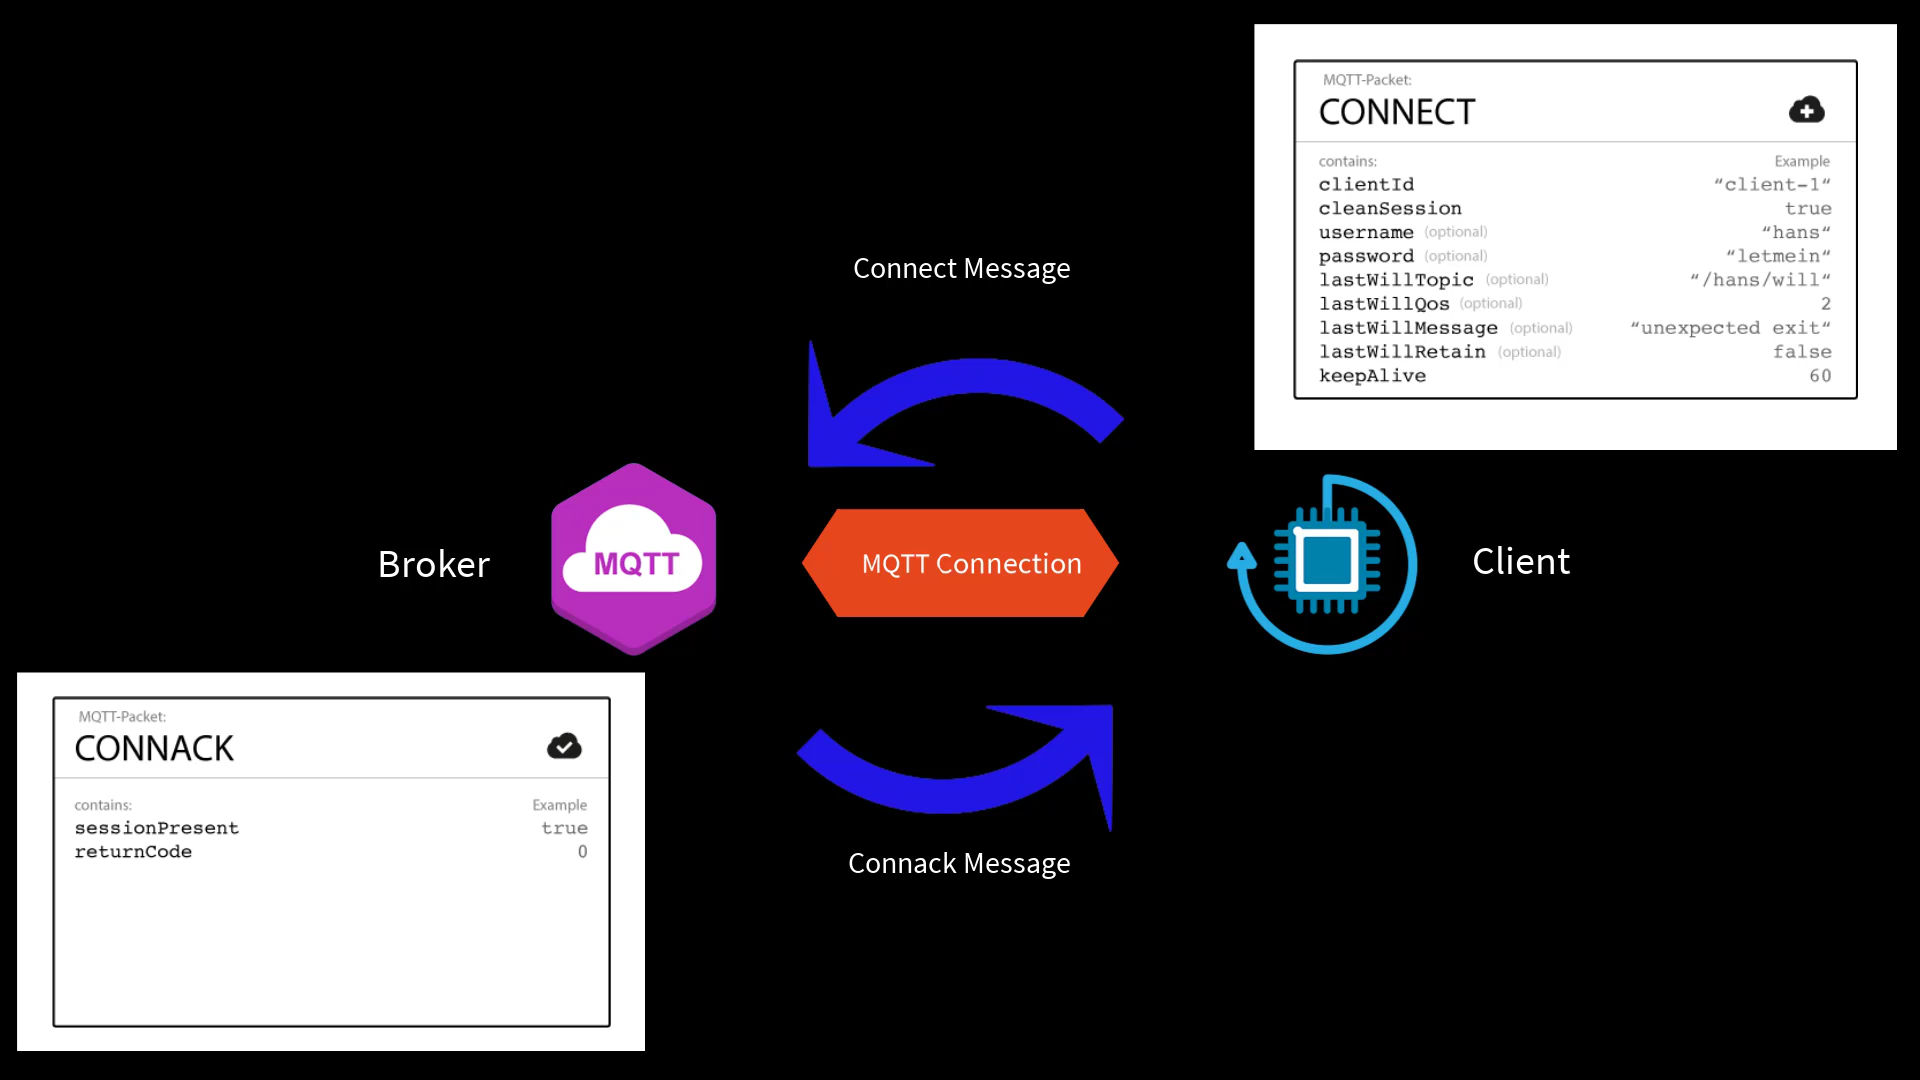 MQTT-Packet:
CONNECT
contains: Example
clientId “client-1“
cleanSession true
username (optional) “hans“
password (optional) “letmein“
lastWillTopic (optional) “/hans/will“
lastWillQos (optional) 2
lastWillMessage (optional) “unexpected exit“
lastWillRetain (optional) false
keepAlive 60
Connect Message
Broker
MQTT
MQTT Connection
Client
MQTT-Packet:
CONNACK
contains: Example
sessionPresent true
returnCode 0
Connack Message